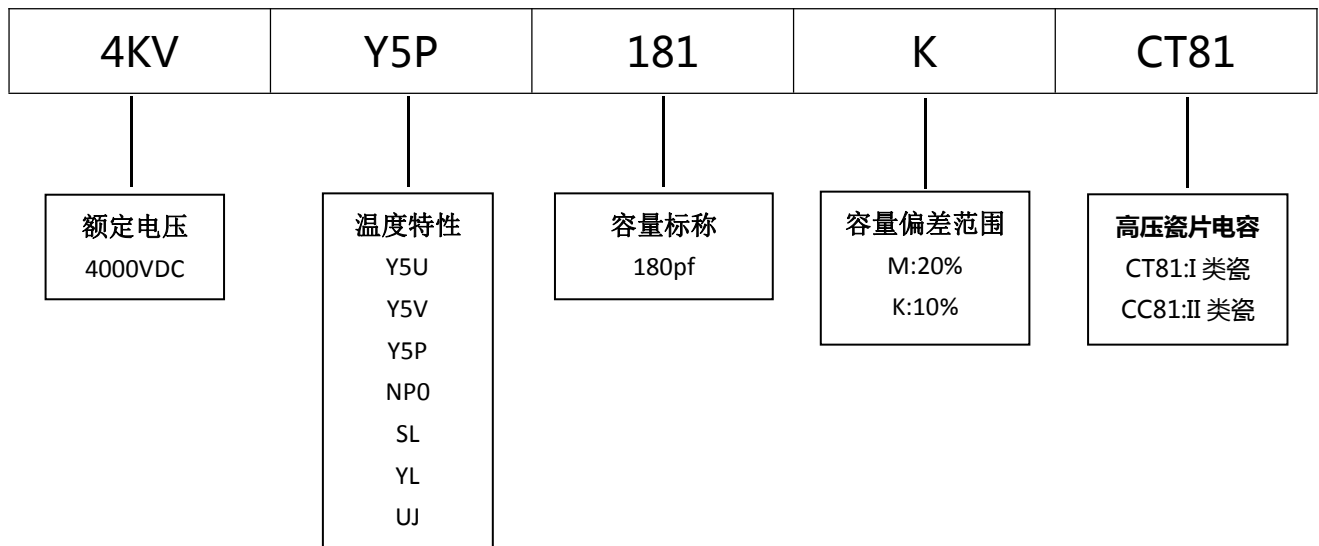 4KV Y5P 181 K CT81
额定电压
4000VDC
温度特性
Y5U
Y5V
Y5P
NP0
SL
YL
UJ
容量标称
180pf
容量偏差范围
M:20%
K:10%
高压瓷片电容
CT81:I 类瓷
CC81:II 类瓷